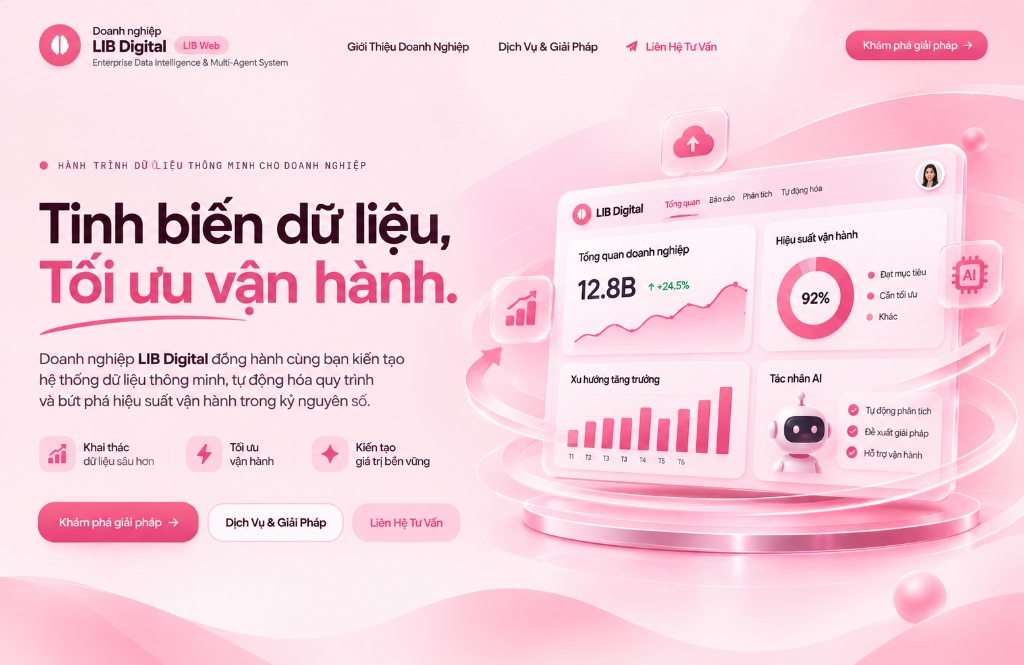 Doanh nghiệp
LIB Digital
LIB Web
Enterprise Data Intelligence & Multi-Agent System
Giới Thiệu Doanh Nghiệp
Dịch Vụ & Giải Pháp
Liên Hệ Tư Vấn
Khám phá giải pháp →
HÀNH TRÌNH DỮ LIỆU THÔNG MINH CHO DOANH NGHIỆP
Tinh biến dữ liệu,
Tối ưu vận hành.
Doanh nghiệp LIB Digital đồng hành cùng bạn kiến tạo
hệ thống dữ liệu thông minh, tự động hóa quy trình
và bứt phá hiệu suất vận hành trong kỷ nguyên số.
Khai thác
dữ liệu sâu hơn
Tối ưu
vận hành
Kiến tạo
giá trị bền vững
Khám phá giải pháp →
Dịch Vụ & Giải Pháp
Liên Hệ Tư Vấn
LIB Digital
Tổng quan
Báo cáo
Phân tích
Tự động hóa
Tổng quan doanh nghiệp
12.8B
↑ +24.5%
Hiệu suất vận hành
92%
Đạt mục tiêu
Cần tối ưu
Khác
AI
Xu hướng tăng trưởng
T1 T2 T3 T3 T4 T5 T6
Tác nhân AI
Tự động phân tích
Đề xuất giải pháp
Hỗ trợ vận hành